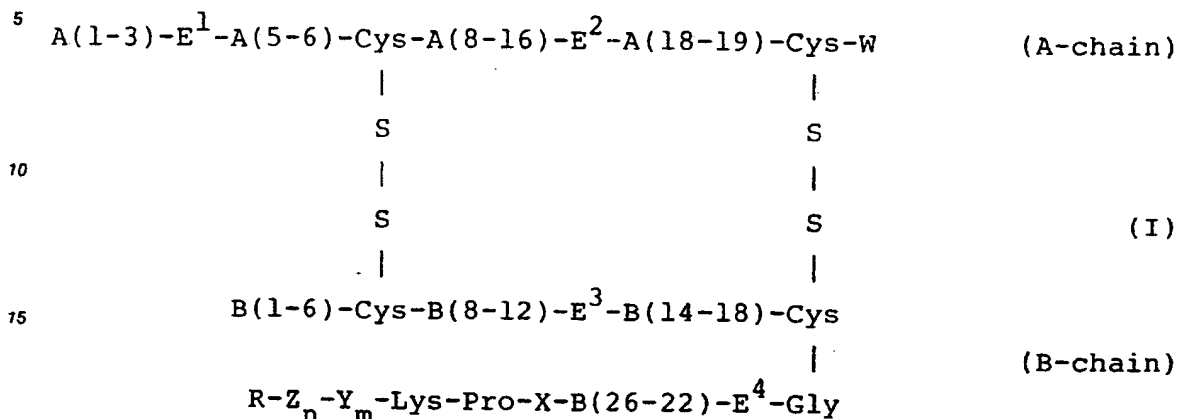 5
A(1-3)-E¹-A(5-6)-Cys-A(8-16)-E²-A(18-19)-Cys-W (A-chain)
| |
S S
10 | |
S S (I)
| |
15 B(1-6)-Cys-B(8-12)-E³-B(14-18)-Cys
| (B-chain)
R-Zₙ-Yₘ-Lys-Pro-X-B(26-22)-E⁴-Gly